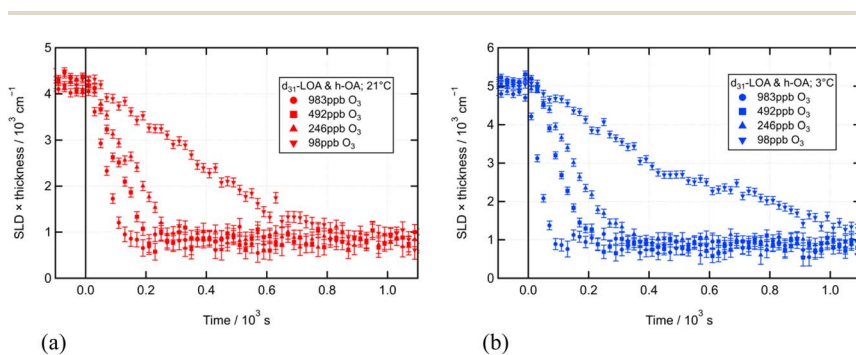 5
4
3
2
1
0
SLD × thickness / 10³ cm⁻¹
d₃₁-LOA & h-OA; 21°C
983ppb O₃
492ppb O₃
246ppb O₃
98ppb O₃
0.0 0.2 0.4 0.6 0.8 1.0
Time / 10³ s
(a)
6
5
4
3
2
1
0
SLD × thickness / 10³ cm⁻¹
d₃₁-LOA & h-OA; 3°C
983ppb O₃
492ppb O₃
246ppb O₃
98ppb O₃
0.0 0.2 0.4 0.6 0.8 1.0
Time / 10³ s
(b)